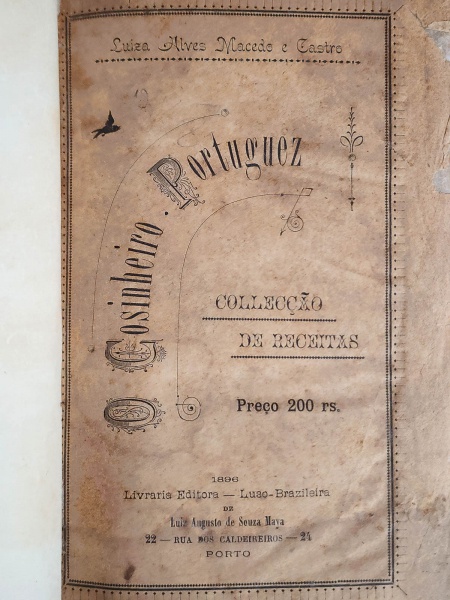 Luiza Alves Macedo e Castro
O Cosinheiro Portuguez
COLLECÇÃO
DE RECEITAS
Preço 200 rs.
1896
Livraria Editora — Luso-Brazileira
DE
Luiz Augusto de Souza Maya
22 — RUA DOS CALDEIREIROS — 24
PORTO